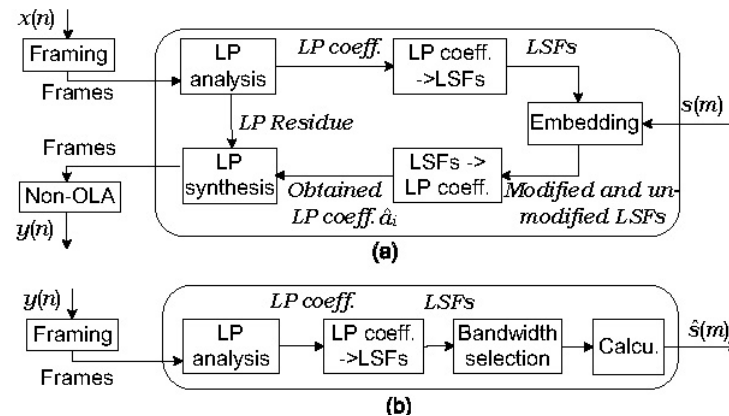 x(n)
Framing
Frames
LP analysis
LP coeff.
LP coeff ->LSFs
LSFs
Embedding
s(m)
LP Residue
LSFs -> LP coeff.
Modified and un-modified LSFs
Obtained LP coeff. âᵢ
LP synthesis
Frames
Non-OLA
y(n)
(a)
y(n)
Framing
Frames
LP analysis
LP coeff.
LP coeff ->LSFs
LSFs
Bandwidth selection
Calcu.
ŝ(m)
(b)